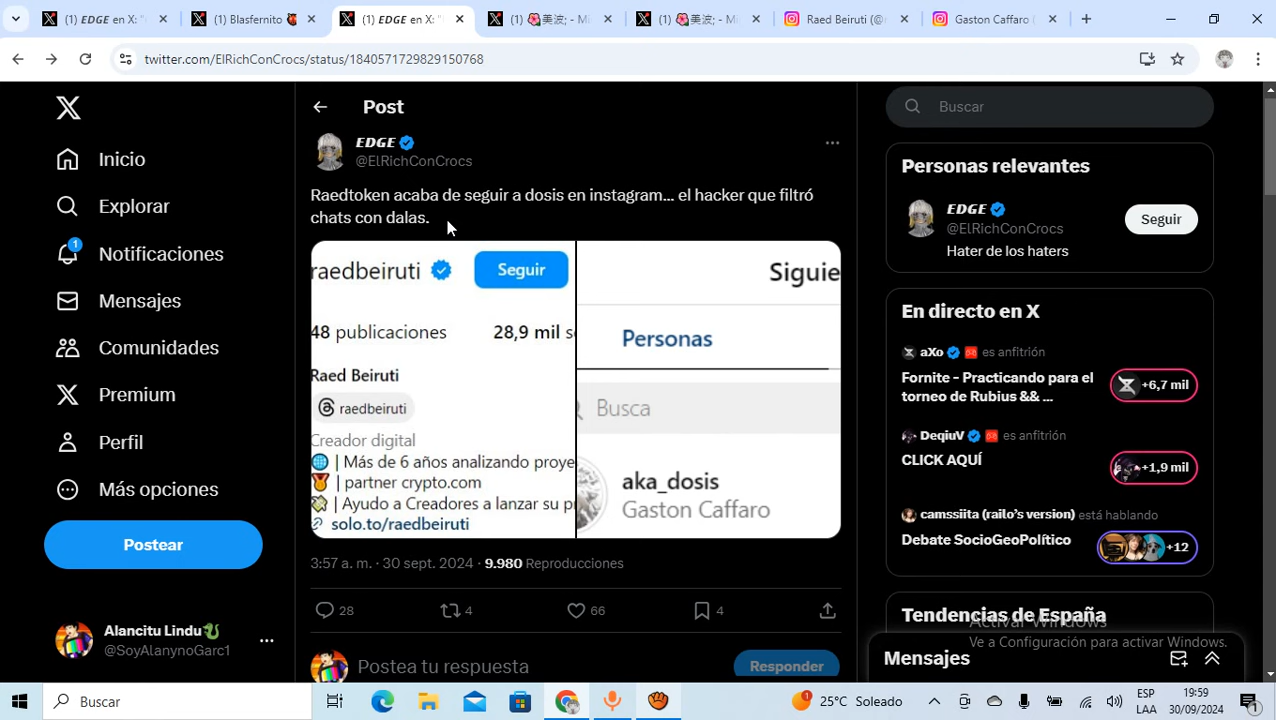 (1) EDGE en X: "
(1) Blasfernito
(1) EDGE en X: "
(1) 🌺美波; - Mi
(1) 🌺美波; - Mi
Raed Beiruti (@
Gaston Caffaro (
twitter.com/ElRichConCrocs/status/1840571729829150768
Inicio
Explorar
1
Notificaciones
Mensajes
Comunidades
Premium
Perfil
Más opciones
Postear
Alancitu Lindu🐉
@SoyAlanynoGarc1
Post
EDGE
@ElRichConCrocs
Raedtoken acaba de seguir a dosis en instagram... el hacker que filtró
chats con dalas.
raedbeiruti
Seguir
48 publicaciones 28,9 mil se
Raed Beiruti
raedbeiruti
Creador digital
| Más de 6 años analizando proye
| partner crypto.com
| Ayudo a Creadores a lanzar su p
solo.to/raedbeiruti
Siguie
Personas
Busca
aka_dosis
Gaston Caffaro
3:57 a. m. · 30 sept. 2024 · 9.980 Reproducciones
28 4 66 4
Postea tu respuesta
Responder
Buscar
Personas relevantes
EDGE
@ElRichConCrocs
Seguir
Hater de los haters
En directo en X
aXo es anfitrión
Fornite - Practicando para el
torneo de Rubius && ...
+6,7 mil
DeqiuV es anfitrión
CLICK AQUÍ
+1,9 mil
camssiita (railo's version) está hablando
Debate SocioGeoPolítico
+12
Tendencias de España
Activar Windows
Ve a Configuración para activar Windows.
Mensajes
Buscar
1
25°C Soleado
ESP
LAA
19:59
30/09/2024
1